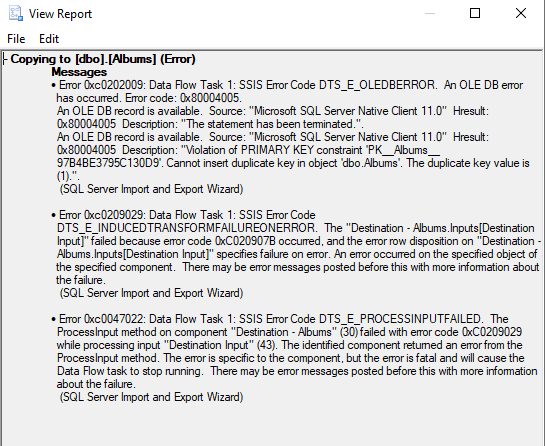 View Report
File Edit
Copying to [dbo].[Albums] (Error)
Messages
• Error 0xc0202009: Data Flow Task 1: SSIS Error Code DTS_E_OLEDBERROR. An OLE DB error
has occurred. Error code: 0x80004005.
An OLE DB record is available. Source: "Microsoft SQL Server Native Client 11.0" Hresult:
0x80004005 Description: "The statement has been terminated.".
An OLE DB record is available. Source: "Microsoft SQL Server Native Client 11.0" Hresult:
0x80004005 Description: "Violation of PRIMARY KEY constraint 'PK__Albums__
97B4BE3795C130D9'. Cannot insert duplicate key in object 'dbo.Albums'. The duplicate key value is
(1).".
(SQL Server Import and Export Wizard)
• Error 0xc0209029: Data Flow Task 1: SSIS Error Code
DTS_E_INDUCEDTRANSFORMFAILUREONERROR. The "Destination - Albums.Inputs[Destination
Input]" failed because error code 0xC020907B occurred, and the error row disposition on "Destination -
Albums.Inputs[Destination Input]" specifies failure on error. An error occurred on the specified object of
the specified component. There may be error messages posted before this with more information about
the failure.
(SQL Server Import and Export Wizard)
• Error 0xc0047022: Data Flow Task 1: SSIS Error Code DTS_E_PROCESSINPUTFAILED. The
ProcessInput method on component "Destination - Albums" (30) failed with error code 0xC0209029
while processing input "Destination Input" (43). The identified component returned an error from the
ProcessInput method. The error is specific to the component, but the error is fatal and will cause the
Data Flow task to stop running. There may be error messages posted before this with more information
about the failure.
(SQL Server Import and Export Wizard)